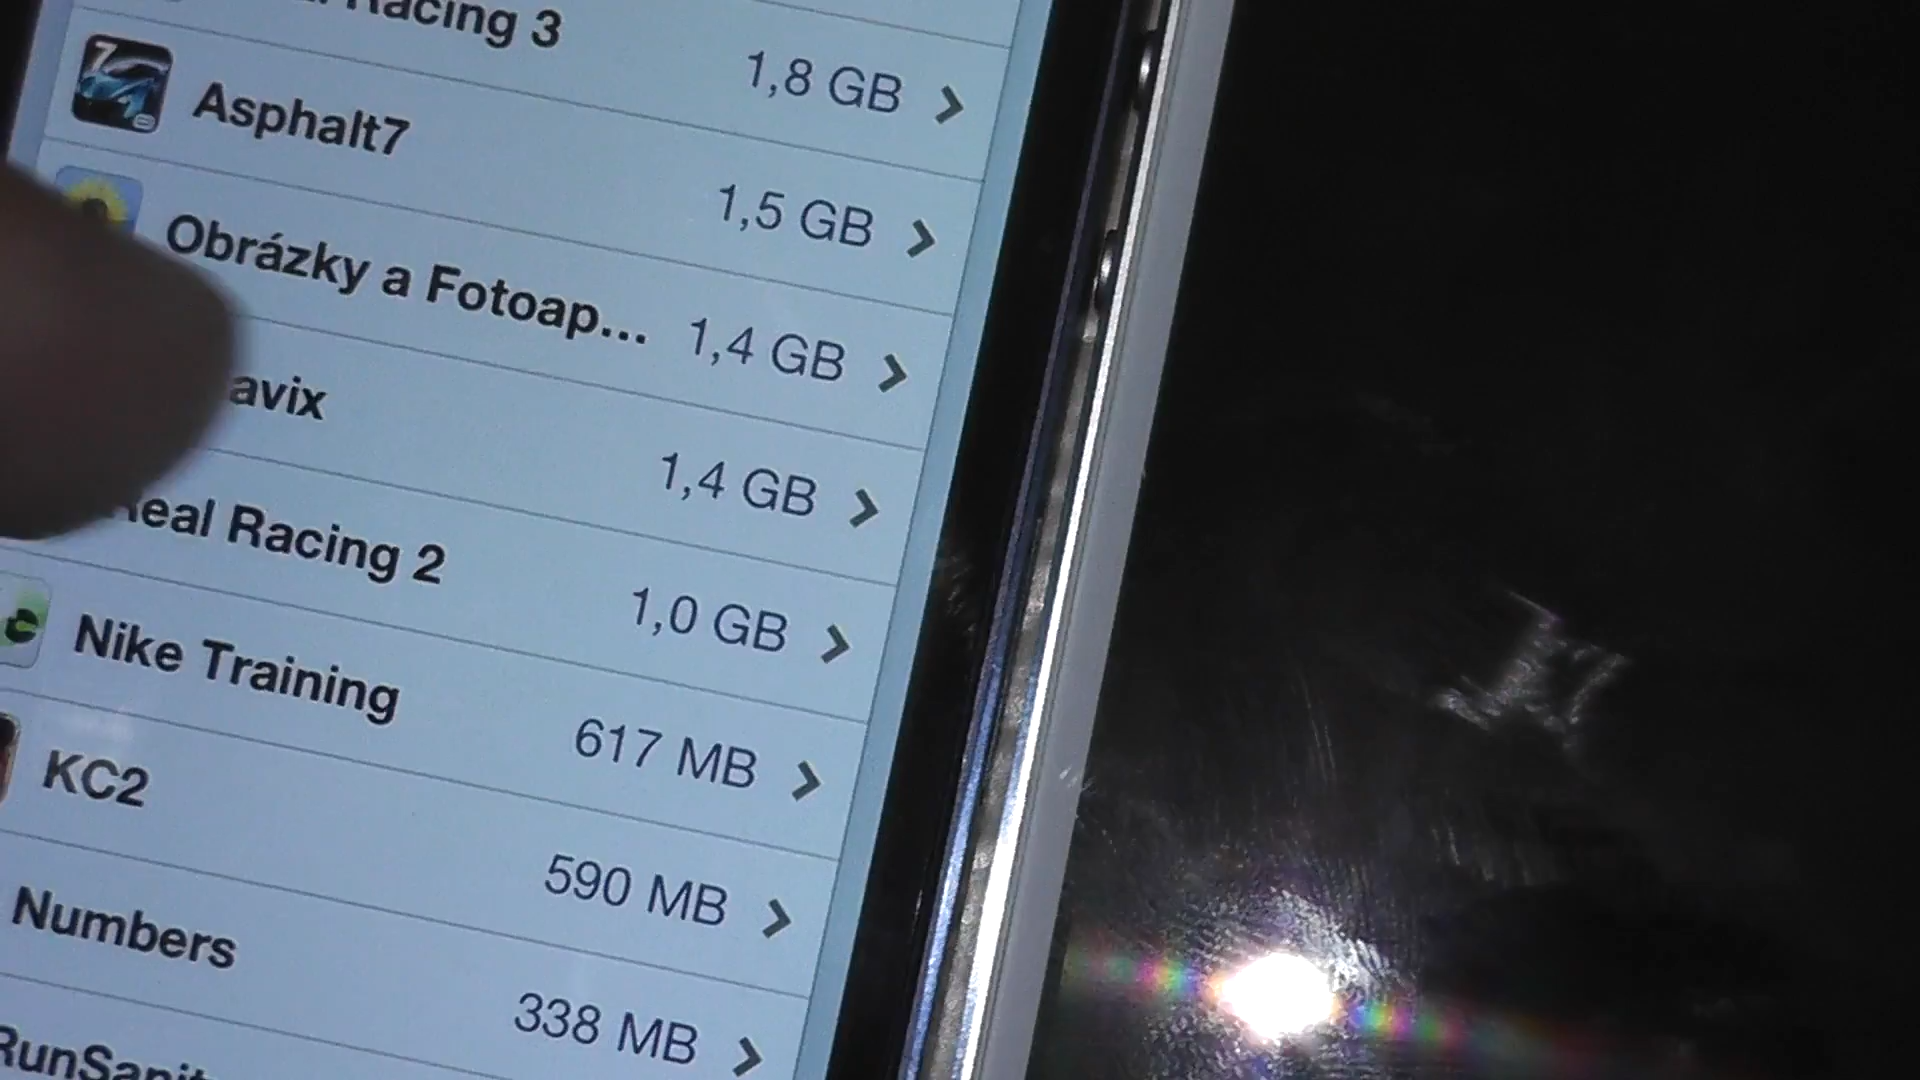 Racing 3 1,8 GB
Asphalt7 1,5 GB
Obrázky a Fotoap... 1,4 GB
avix 1,4 GB
Real Racing 2 1,0 GB
Nike Training 617 MB
KC2 590 MB
Numbers 338 MB